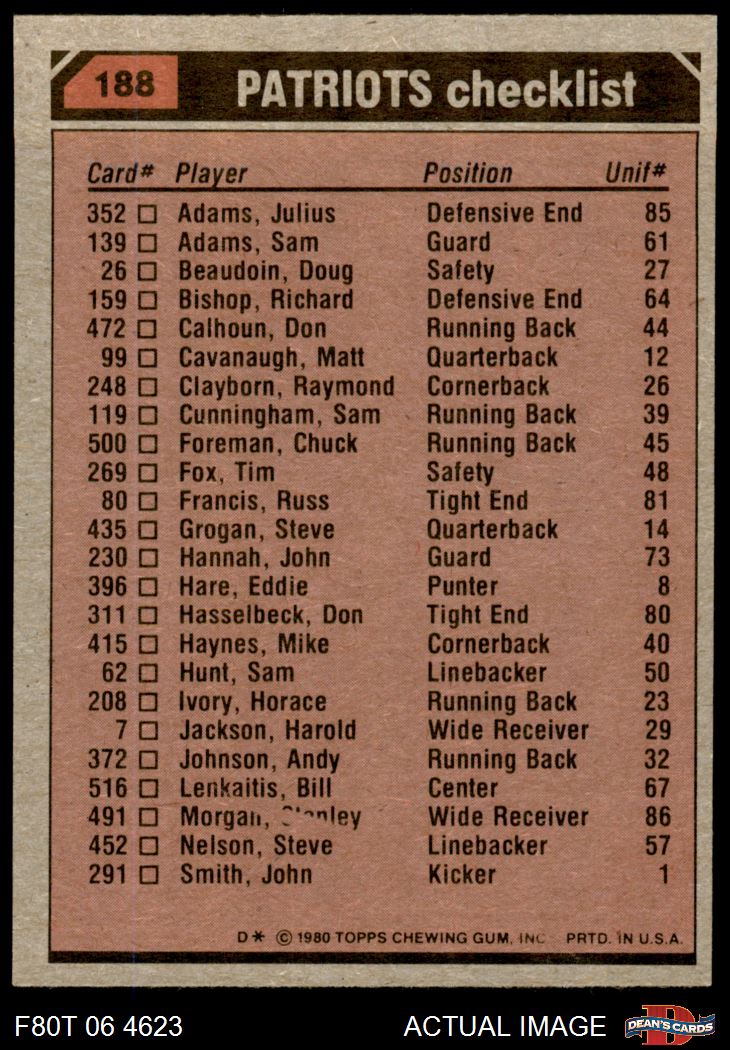 188 PATRIOTS checklist
Card# Player Position Unif#
352 Adams, Julius Defensive End 85
139 Adams, Sam Guard 61
26 Beaudoin, Doug Safety 27
159 Bishop, Richard Defensive End 64
472 Calhoun, Don Running Back 44
99 Cavanaugh, Matt Quarterback 12
248 Clayborn, Raymond Cornerback 26
119 Cunningham, Sam Running Back 39
500 Foreman, Chuck Running Back 45
269 Fox, Tim Safety 48
80 Francis, Russ Tight End 81
435 Grogan, Steve Quarterback 14
230 Hannah, John Guard 73
396 Hare, Eddie Punter 8
311 Hasselbeck, Don Tight End 80
415 Haynes, Mike Cornerback 40
62 Hunt, Sam Linebacker 50
208 Ivory, Horace Running Back 23
7 Jackson, Harold Wide Receiver 29
372 Johnson, Andy Running Back 32
516 Lenkaitis, Bill Center 67
491 Morgan, Wide Receiver 86
452 Nelson, Steve Linebacker 57
291 Smith, John Kicker 1
D* © 1980 TOPPS CHEWING GUM, INC PRTD. IN U.S.A.
F80T 06 4623 ACTUAL IMAGE DEAN'S CARDS